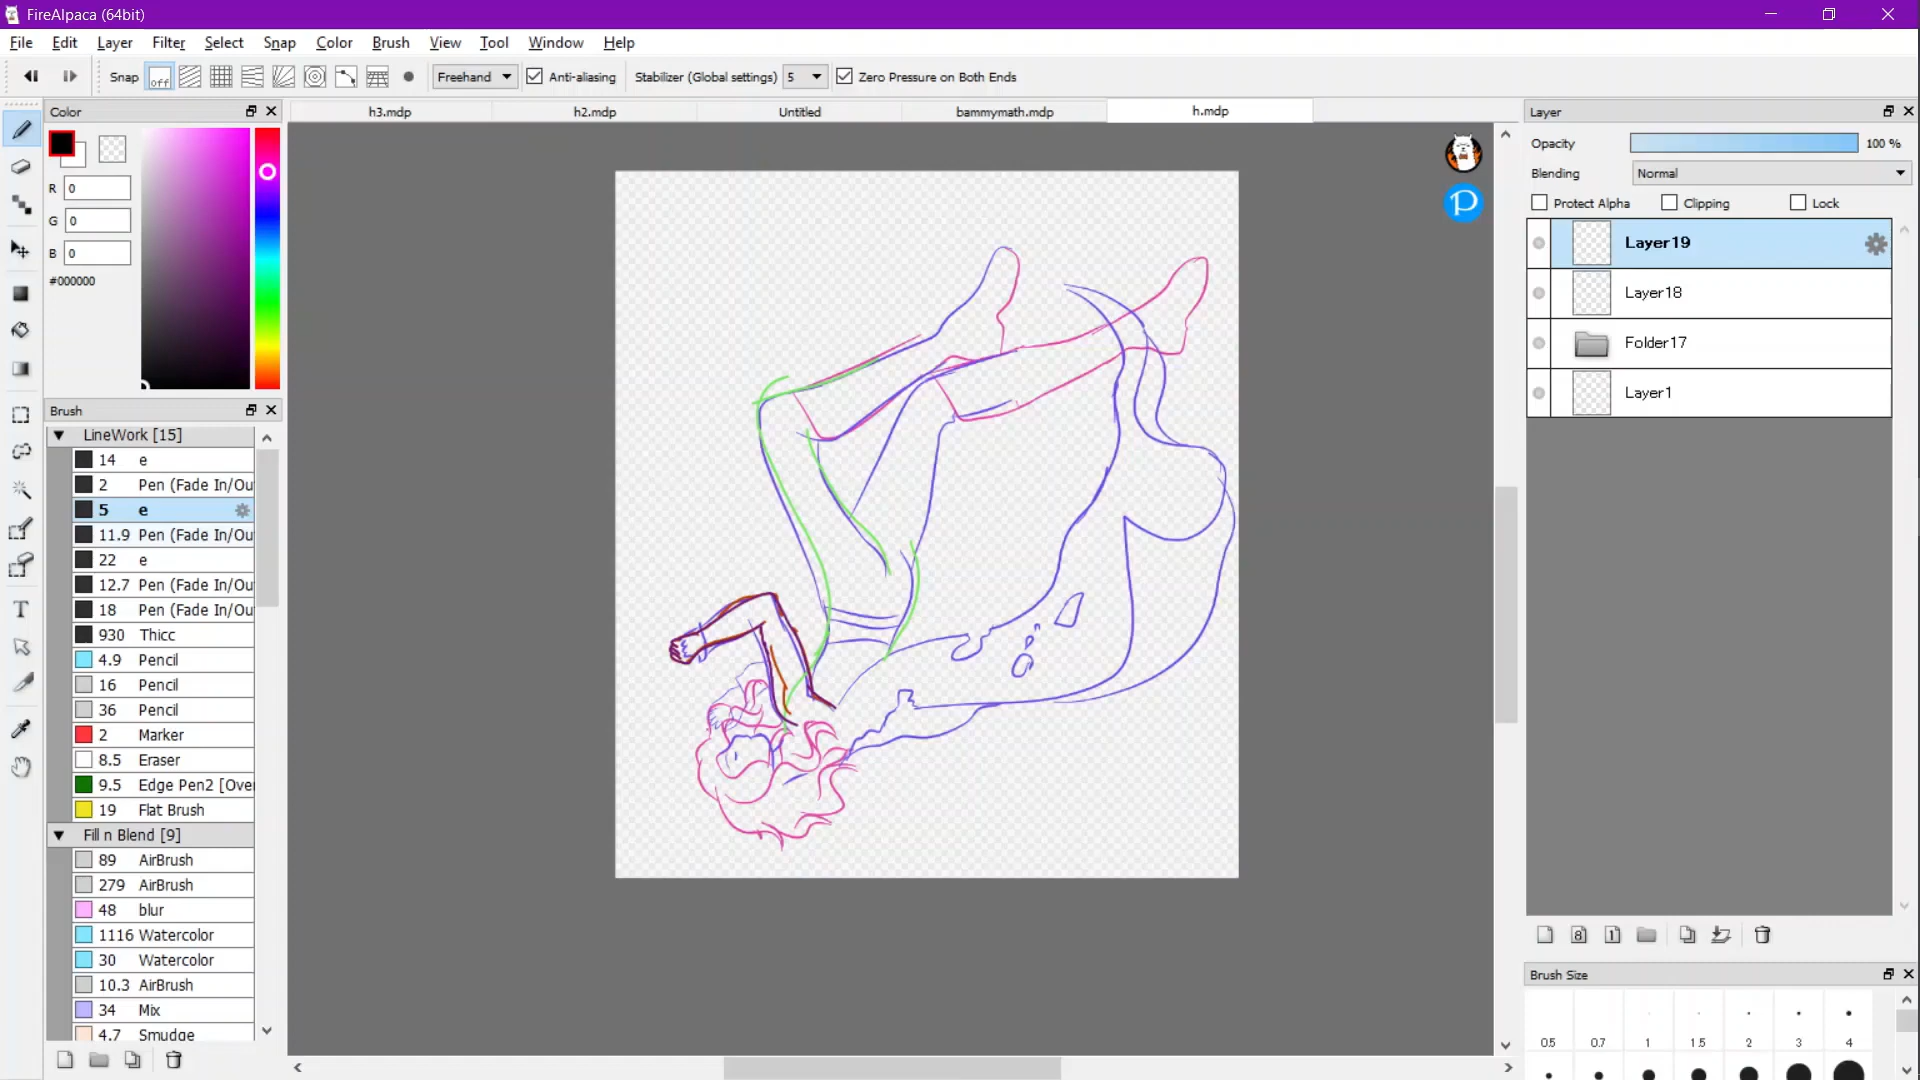 FireAlpaca (64bit)
File Edit Layer Filter Select Snap Color Brush View Tool Window Help
Snap off Freehand Anti-aliasing Stabilizer (Global settings) 5 Zero Pressure on Both Ends
Color
h3.mdp h2.mdp Untitled bammymath.mdp h.mdp
Layer
R 0
G 0
B 0
#000000
Opacity 100 %
Blending Normal
Protect Alpha Clipping Lock
Layer19
Layer18
Folder17
Layer1
Brush
LineWork [15]
14 e
2 Pen (Fade In/Ou
5 e
11.9 Pen (Fade In/Ou
22 e
12.7 Pen (Fade In/Ou
18 Pen (Fade In/Ou
930 Thicc
4.9 Pencil
16 Pencil
36 Pencil
2 Marker
8.5 Eraser
9.5 Edge Pen2 [Over
19 Flat Brush
Fill n Blend [9]
89 AirBrush
279 AirBrush
48 blur
1116 Watercolor
30 Watercolor
10.3 AirBrush
34 Mix
4.7 Smudge
T
P
8 1
Brush Size
0.5 0.7 1 1.5 2 3 4